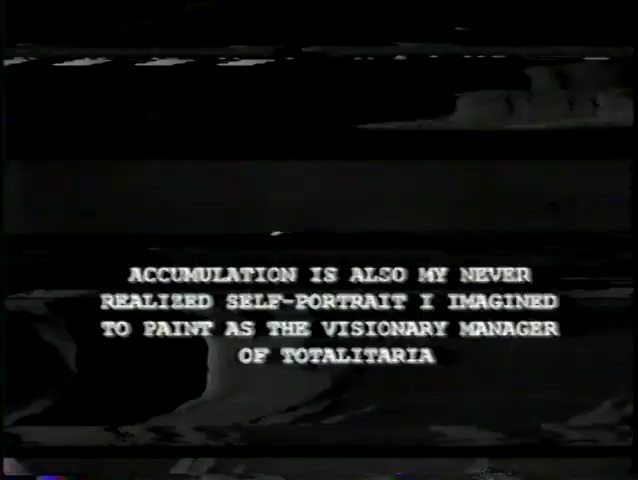 ACCUMULATION IS ALSO MY NEVER
REALIZED SELF-PORTRAIT I IMAGINED
TO PAINT AS THE VISIONARY MANAGER
OF TOTALITARIA